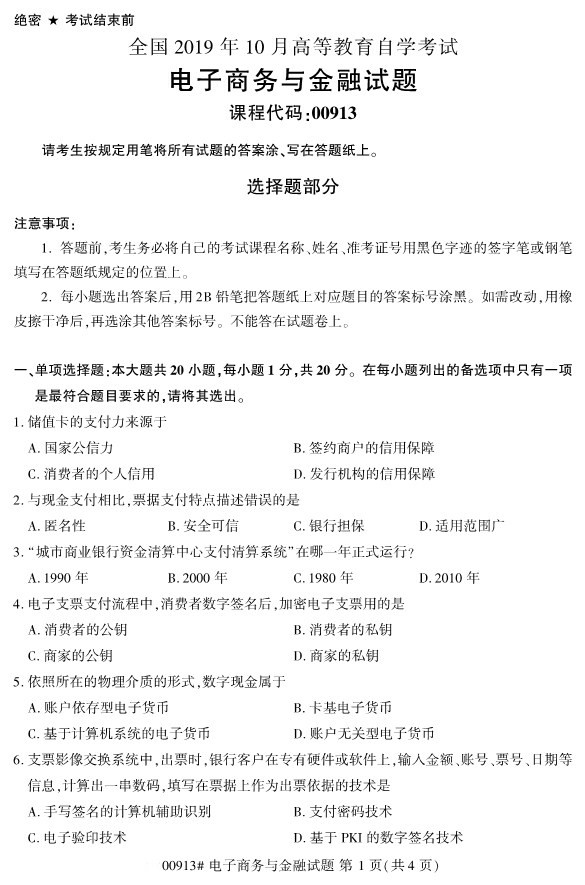 绝密 ★ 考试结束前
全国 2019 年 10 月高等教育自学考试
电子商务与金融试题
课程代码:00913
请考生按规定用笔将所有试题的答案涂、写在答题纸上。
选择题部分
注意事项:
1. 答题前,考生务必将自己的考试课程名称、姓名、准考证号用黑色字迹的签字笔或钢笔
填写在答题纸规定的位置上。
2. 每小题选出答案后,用 2B 铅笔把答题纸上对应题目的答案标号涂黑。如需改动,用橡
皮擦干净后,再选涂其他答案标号。不能答在试题卷上。
一、单项选择题:本大题共 20 小题,每小题 1 分,共 20 分。在每小题列出的备选项中只有一项
是最符合题目要求的,请将其选出。
1. 储值卡的支付力来源于
A. 国家公信力 B. 签约商户的信用保障
C. 消费者的个人信用 D. 发行机构的信用保障
2. 与现金支付相比,票据支付特点描述错误的是
A. 匿名性 B. 安全可信 C. 银行担保 D. 适用范围广
3. “城市商业银行资金清算中心支付清算系统”在哪一年正式运行?
A. 1990 年 B. 2000 年 C. 1980 年 D. 2010 年
4. 电子支票支付流程中,消费者数字签名后,加密电子支票用的是
A. 消费者的公钥 B. 消费者的私钥
C. 商家的公钥 D. 商家的私钥
5. 依照所在的物理介质的形式,数字现金属于
A. 账户依存型电子货币 B. 卡基电子货币
C. 基于计算机系统的电子货币 D. 账户无关型电子货币
6. 支票影像交换系统中,出票时,银行客户在专有硬件或软件上,输入金额、账号、票号、日期等
信息,计算出一串数码,填写在票据上作为出票依据的技术是
A. 手写签名的计算机辅助识别 B. 支付密码技术
C. 电子验印技术 D. 基于 PKI 的数字签名技术
00913# 电子商务与金融试题 第 1 页(共 4 页)